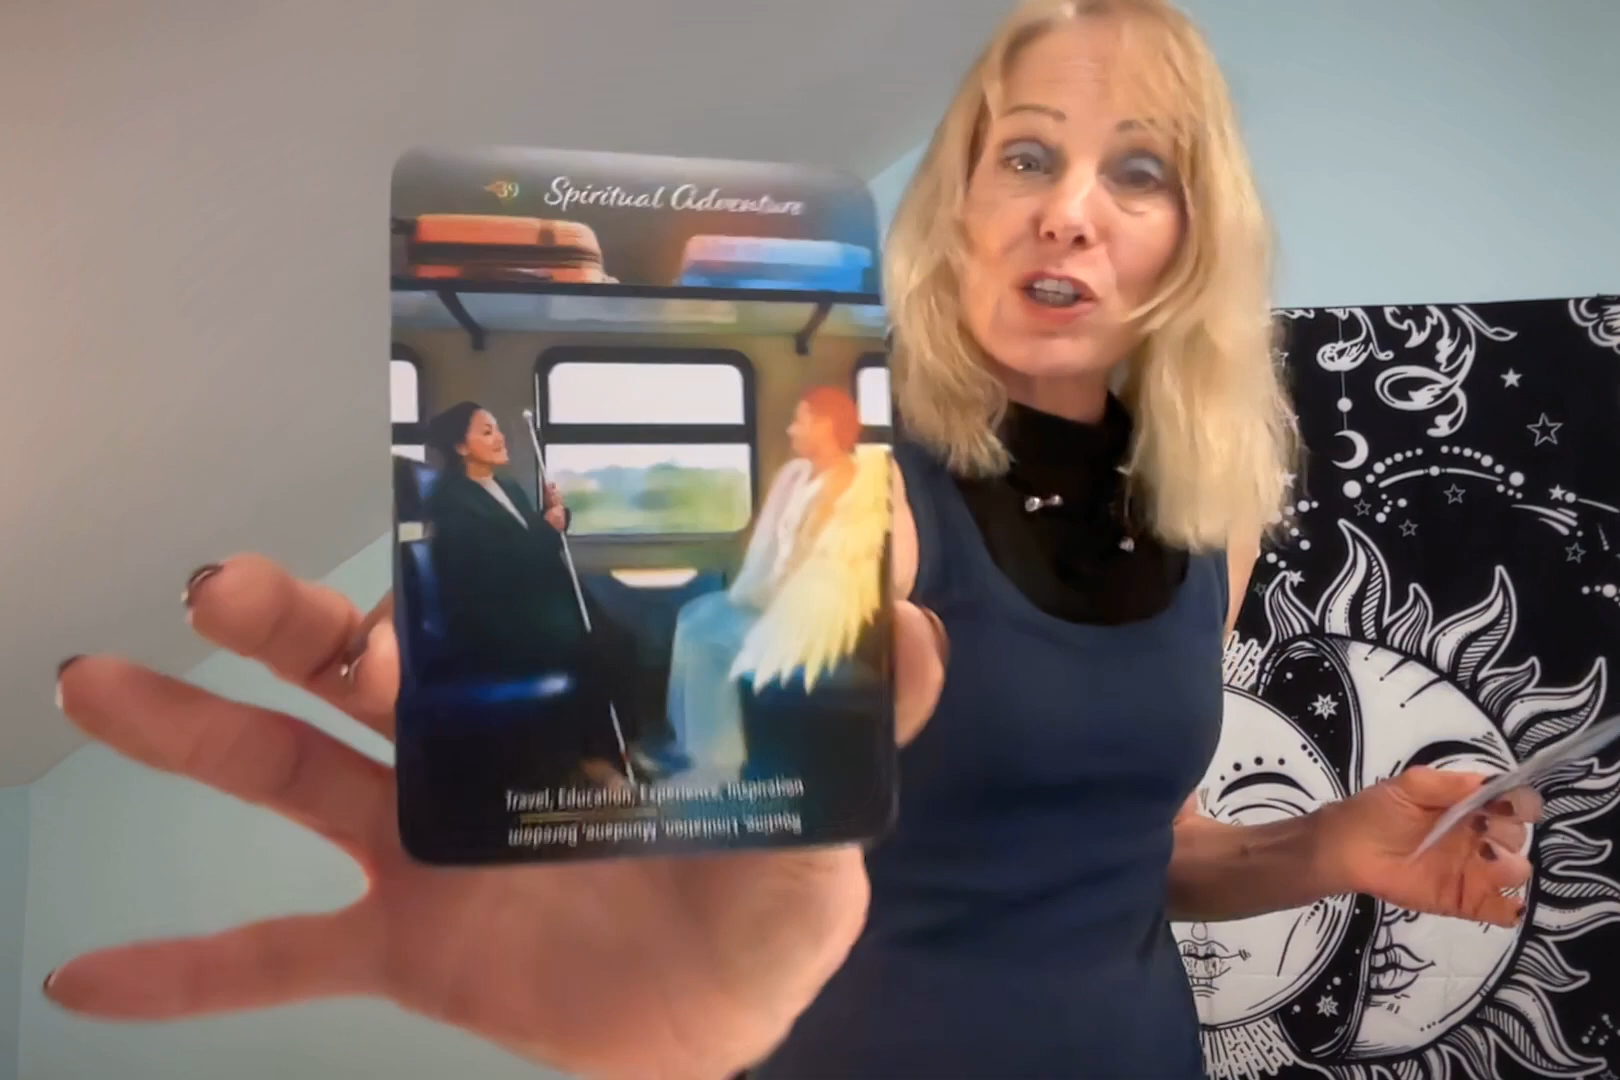 39 Spiritual Adventure
Travel, Education, Experience, Inspiration
Routine, Limitation, Mundane, Boredom